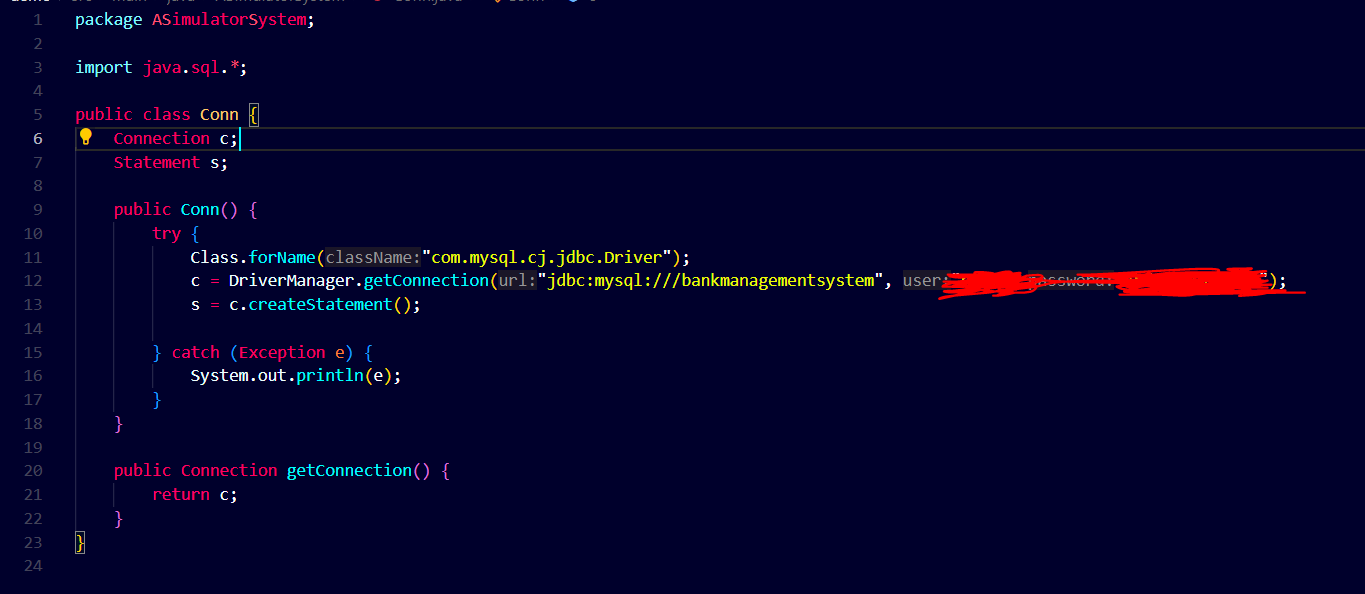 1 package ASimulatorSystem;
2
3 import java.sql.*;
4
5 public class Conn {
6 Connection c;
7 Statement s;
8
9 public Conn() {
10 try {
11 Class.forName(className:"com.mysql.cj.jdbc.Driver");
12 c = DriverManager.getConnection(url:"jdbc:mysql:///bankmanagementsystem", user:" password: ");
13 s = c.createStatement();
14
15 } catch (Exception e) {
16 System.out.println(e);
17 }
18 }
19
20 public Connection getConnection() {
21 return c;
22 }
23 }
24